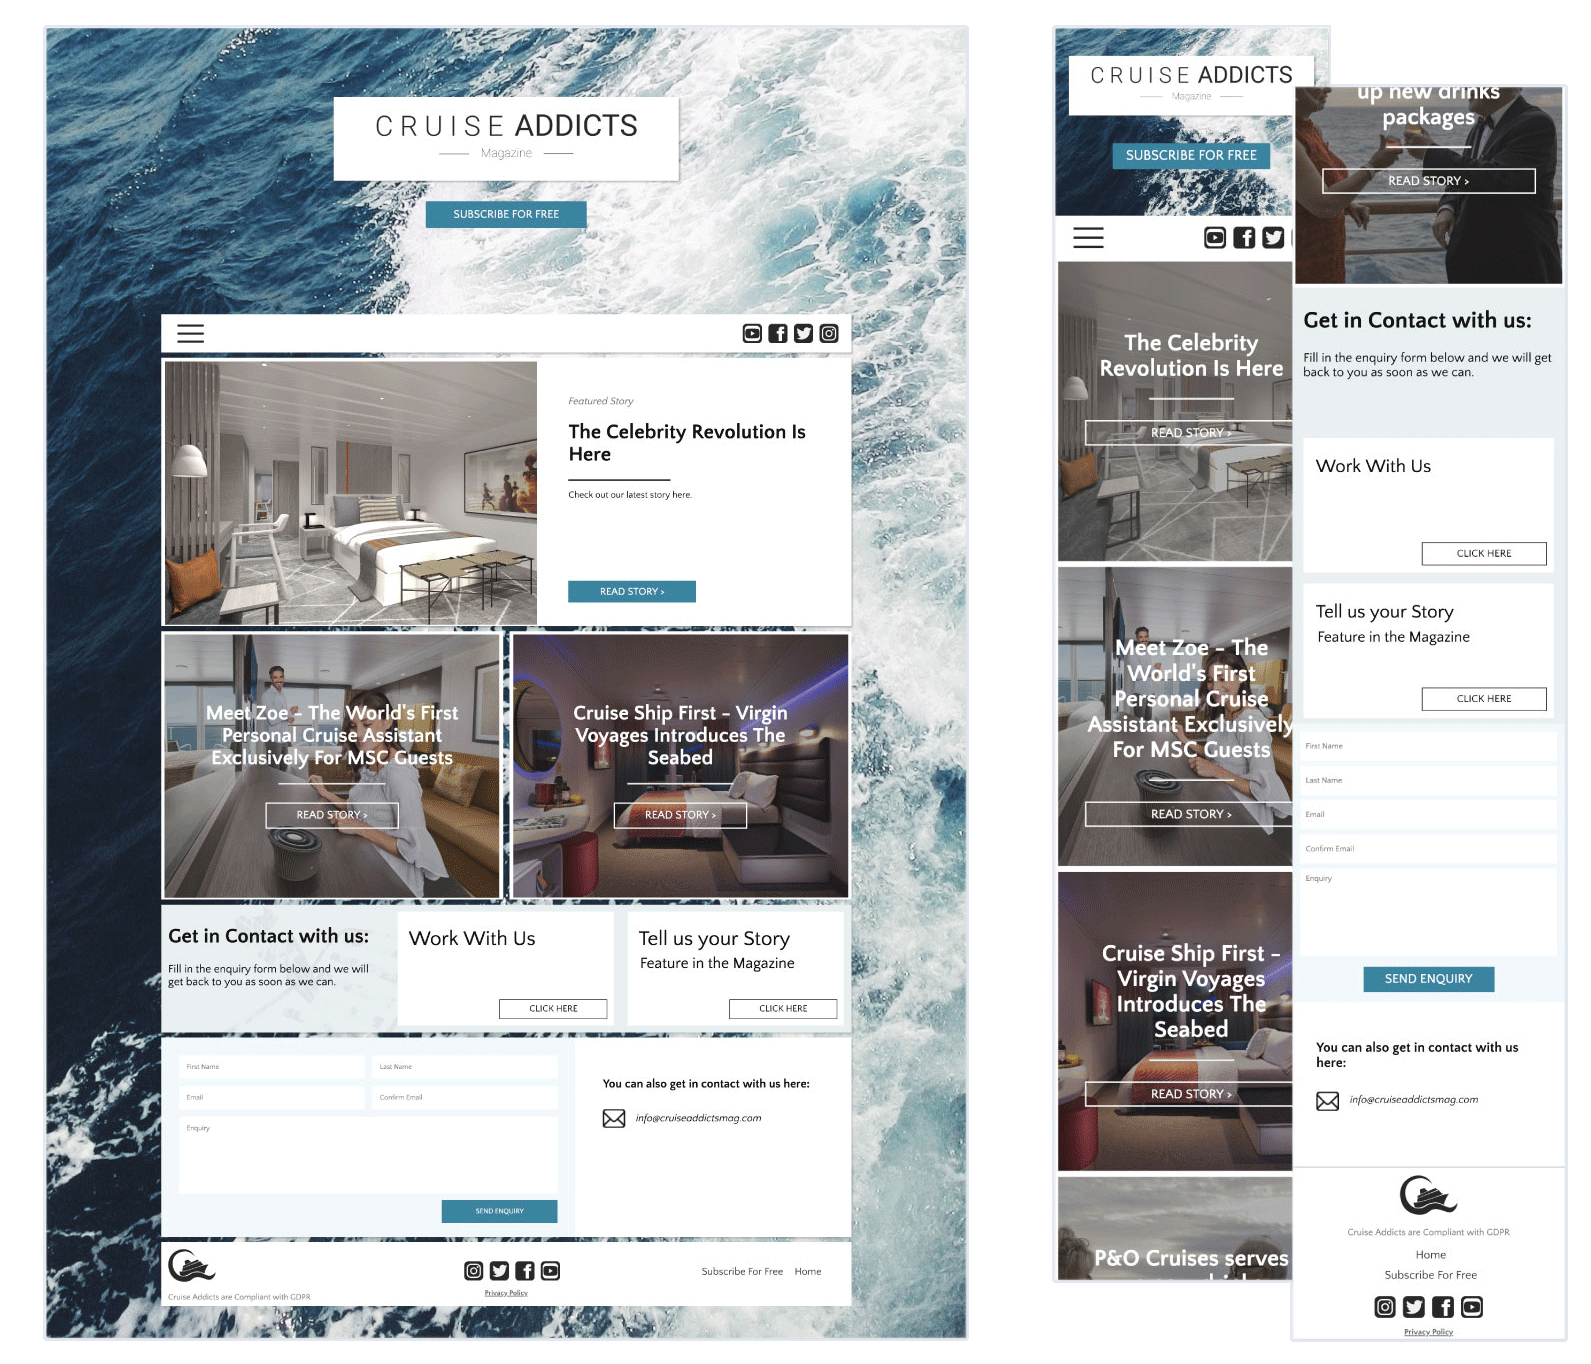 CRUISE ADDICTS
Magazine
SUBSCRIBE FOR FREE
Featured Story
The Celebrity Revolution Is
Here
Check out our latest story here.
READ STORY >
Meet Zoe - The World's First
Personal Cruise Assistant
Exclusively For MSC Guests
READ STORY >
Cruise Ship First - Virgin
Voyages Introduces The
Seabed
READ STORY >
Get in Contact with us:
Fill in the enquiry form below and we will
get back to you as soon as we can.
Work With Us
CLICK HERE
Tell us your Story
Feature in the Magazine
CLICK HERE
First Name
Last Name
Email
Confirm Email
Enquiry
SEND ENQUIRY
You can also get in contact with us here:
info@cruiseaddictsmag.com
Cruise Addicts are Compliant with GDPR
Privacy Policy
Subscribe For Free
Home
CRUISE ADDICTS
Magazine
SUBSCRIBE FOR FREE
The Celebrity
Revolution Is Here
READ STORY >
Meet Zoe - The
World's First
Personal Cruise
Assistant Exclusively
For MSC Guests
READ STORY >
Cruise Ship First -
Virgin Voyages
Introduces The
Seabed
READ STORY >
P&O Cruises serves
up new drinks
packages
READ STORY >
Get in Contact with us:
Fill in the enquiry form below and we will get
back to you as soon as we can.
Work With Us
CLICK HERE
Tell us your Story
Feature in the Magazine
CLICK HERE
First Name
Last Name
Email
Confirm Email
Enquiry
SEND ENQUIRY
You can also get in contact with us
here:
info@cruiseaddictsmag.com
Cruise Addicts are Compliant with GDPR
Home
Subscribe For Free
Privacy Policy